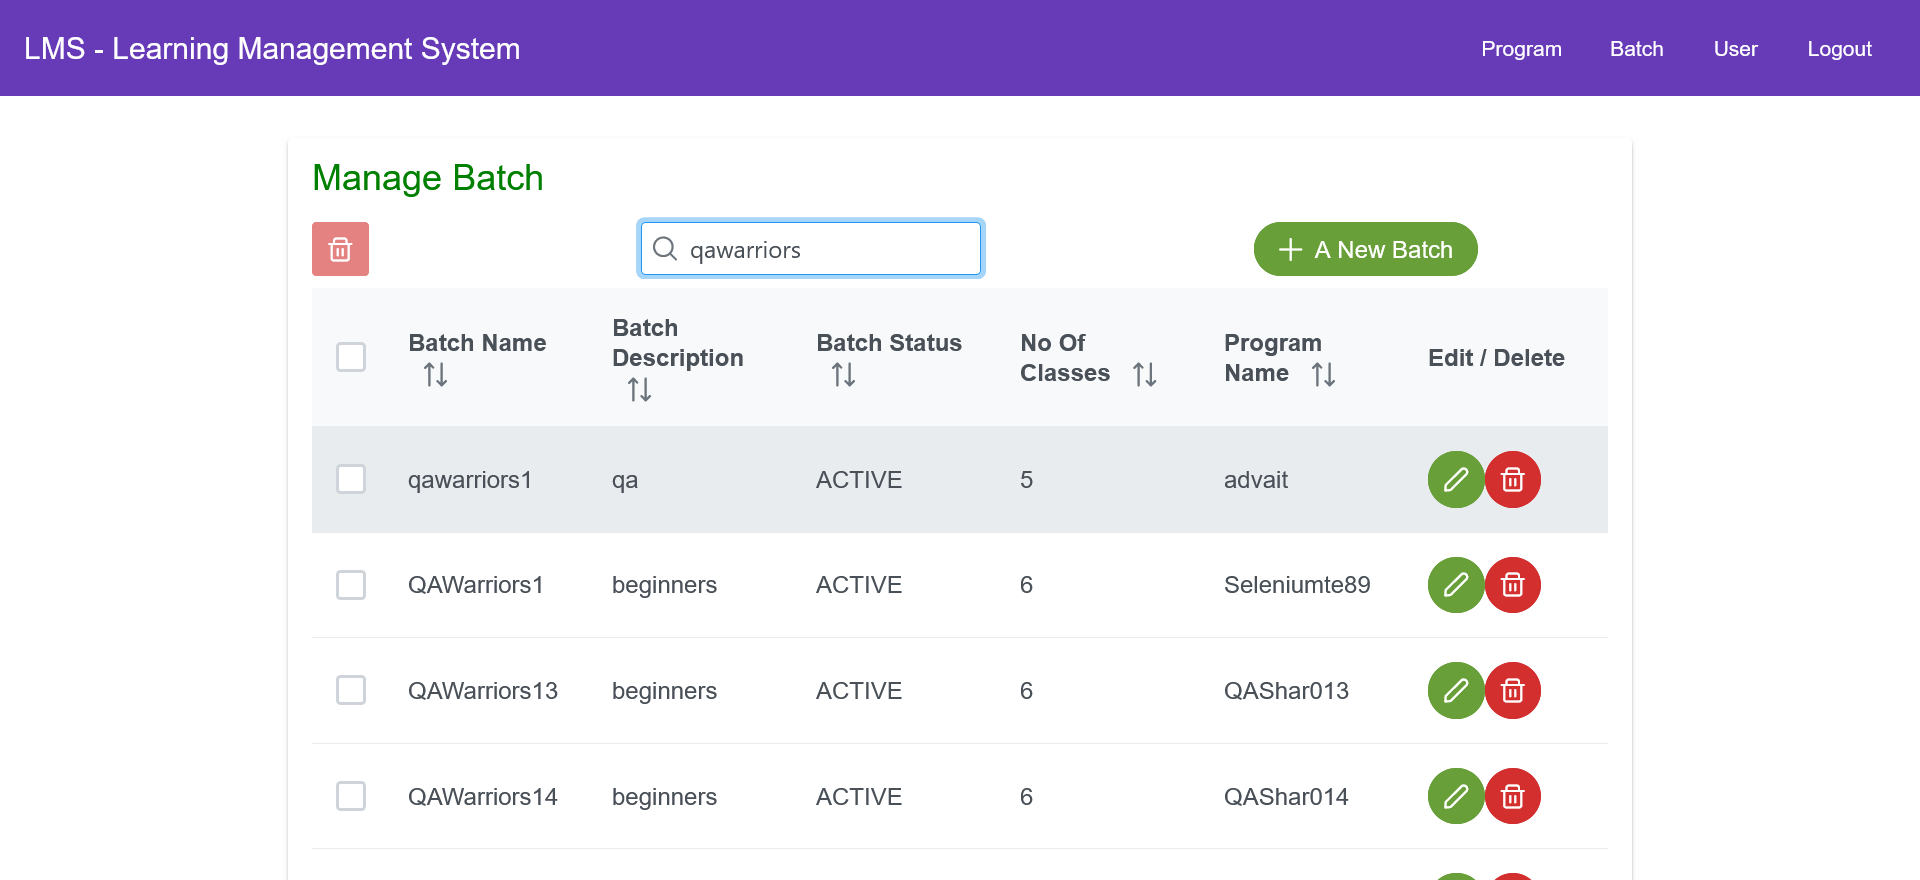 LMS - Learning Management System
Program Batch User Logout
Manage Batch
qawarriors
A New Batch
Batch Name
Batch Description
Batch Status
No Of Classes
Program Name
Edit / Delete
qawarriors1 qa ACTIVE 5 advait
QAWarriors1 beginners ACTIVE 6 Seleniumte89
QAWarriors13 beginners ACTIVE 6 QAShar013
QAWarriors14 beginners ACTIVE 6 QAShar014